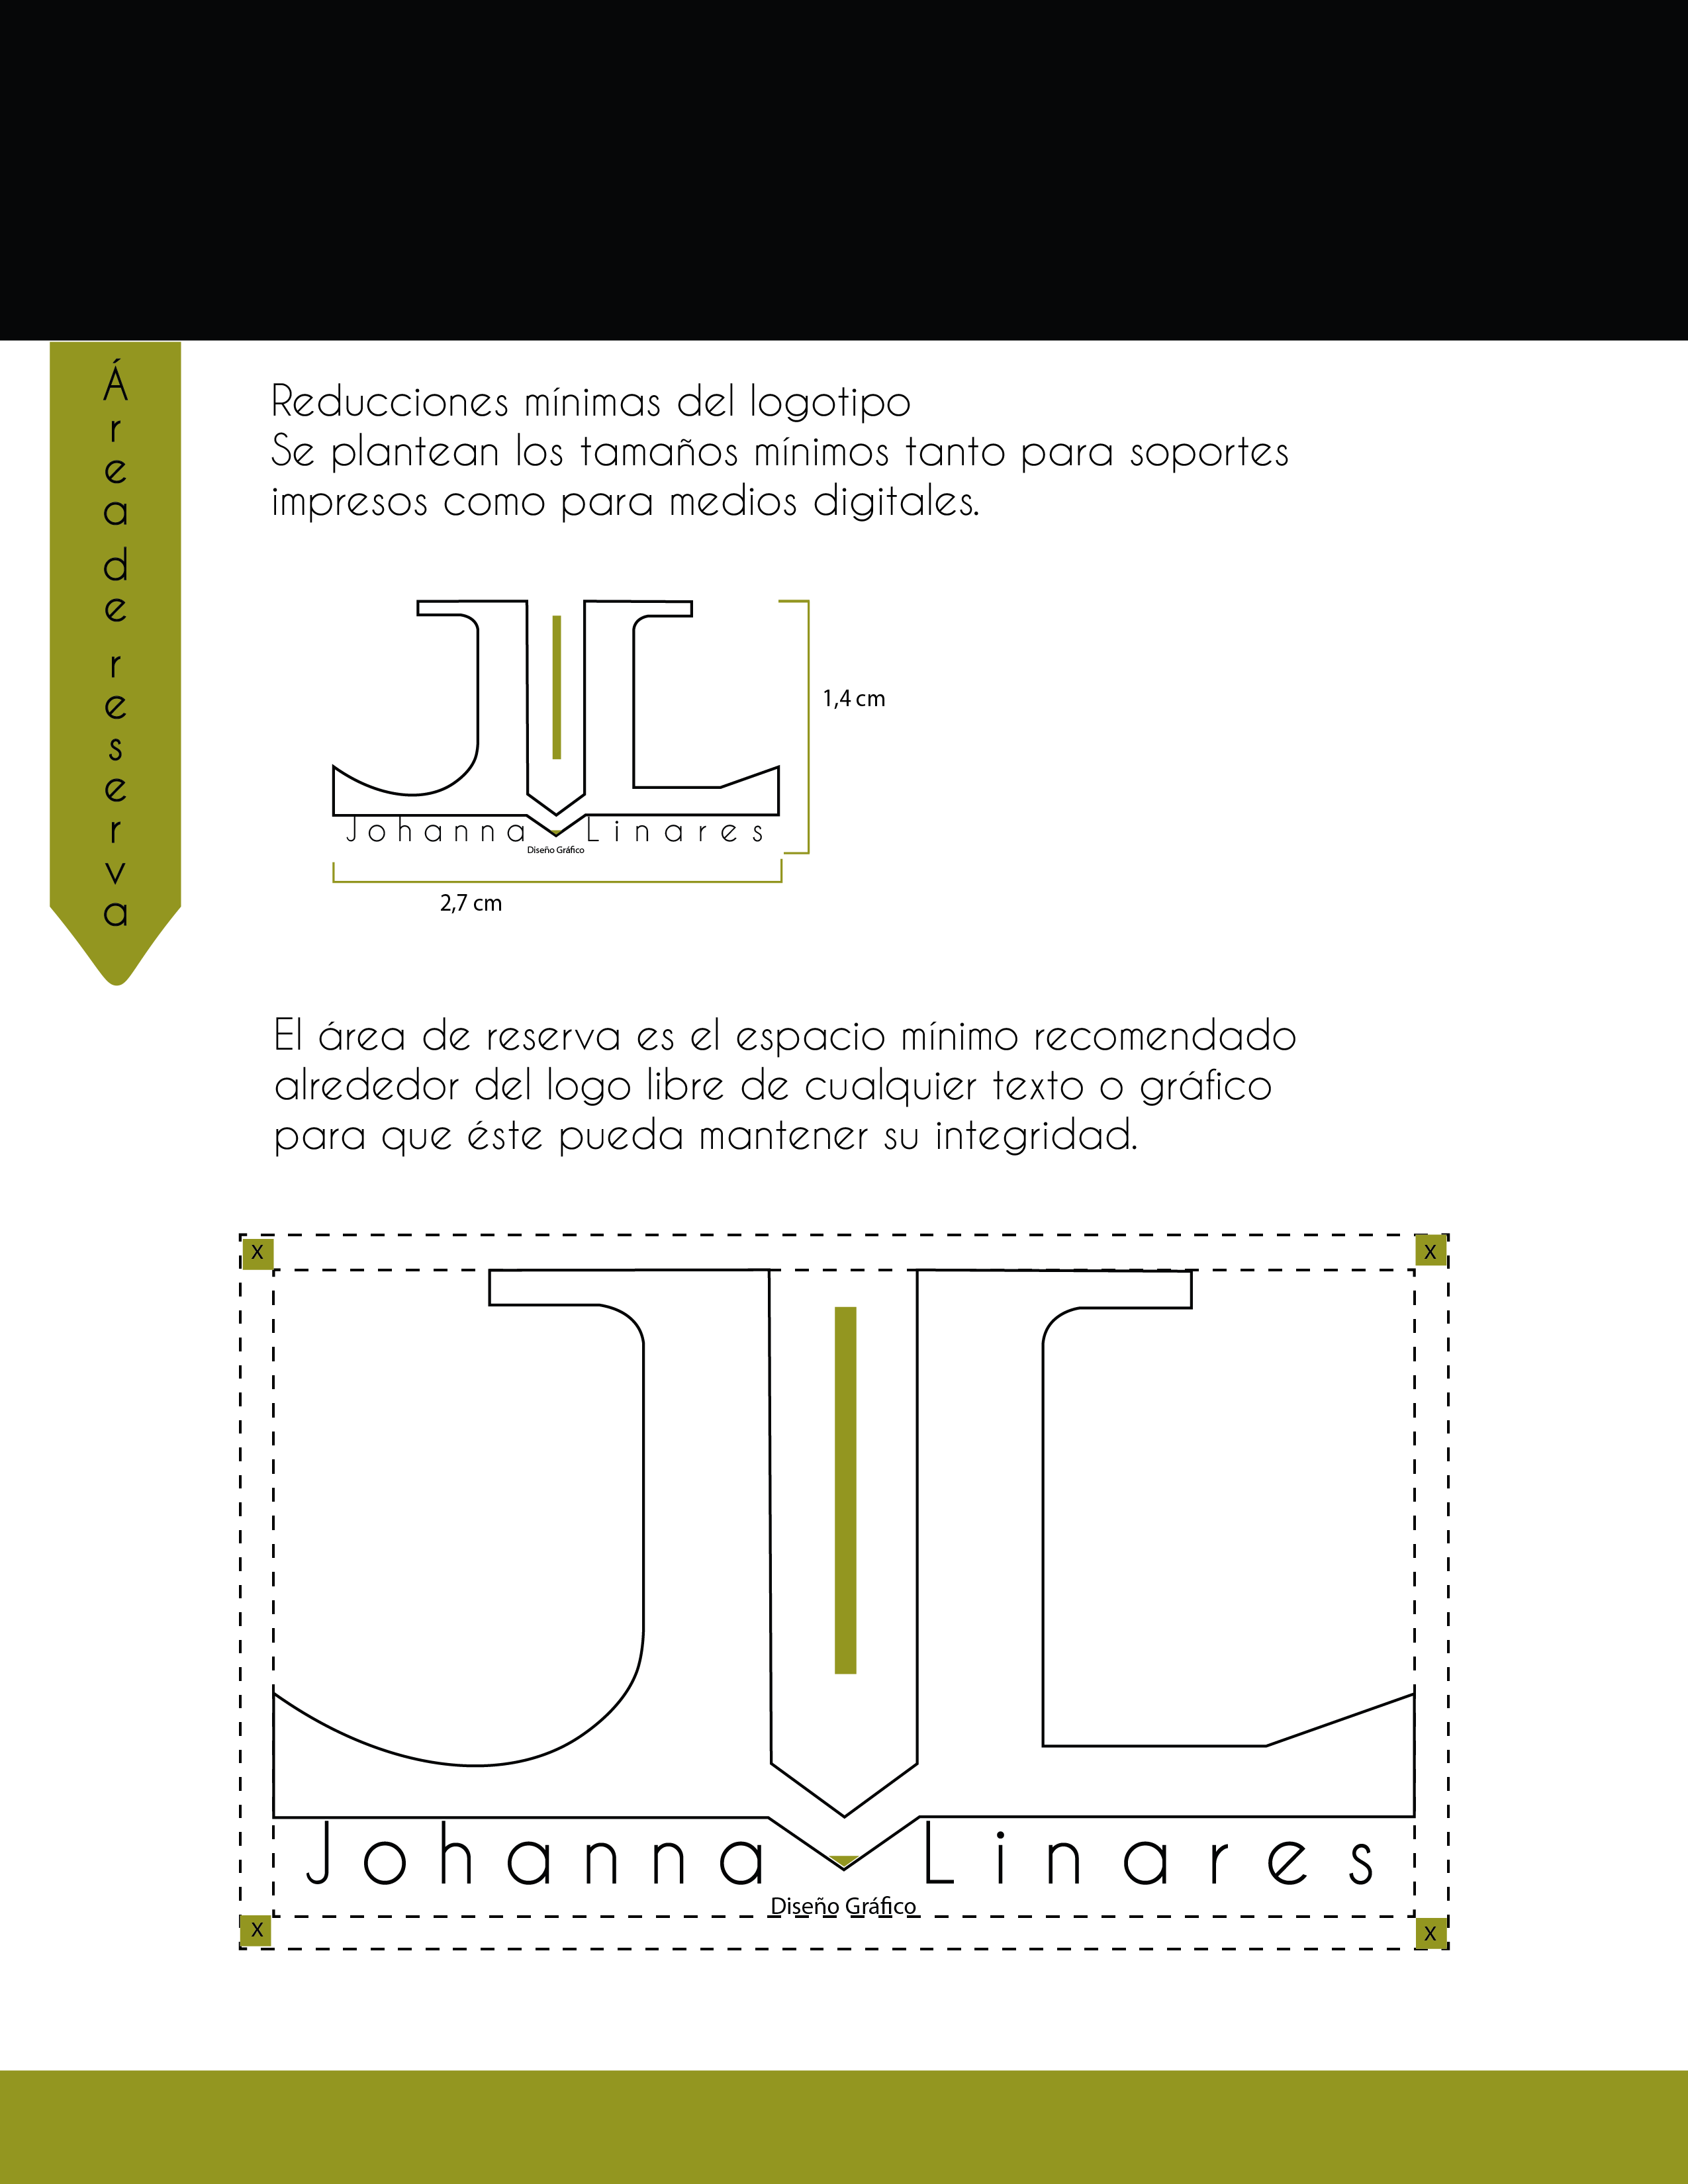 Área de reserva
Reducciones mínimas del logotipo
Se plantean los tamaños mínimos tanto para soportes
impresos como para medios digitales.
1,4 cm
Johanna Linares
Diseño Gráfico
2,7 cm
El área de reserva es el espacio mínimo recomendado
alrededor del logo libre de cualquier texto o gráfico
para que éste pueda mantener su integridad.
X X
JL
Johanna Linares
Diseño Gráfico
X X